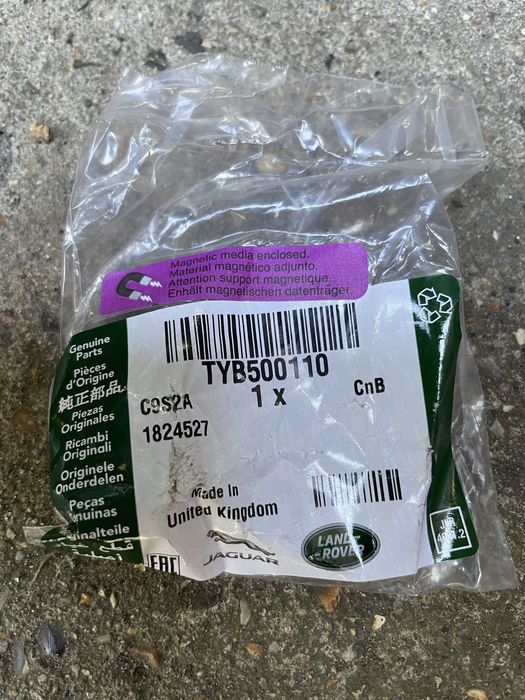 Magnetic media enclosed.
Material magnético adjunto.
Attention support magnetique.
Enhält magnetischen datenträger.
Genuine
Parts
Pièces
d'Origine
純正部品
Piezas
Originales
Ricambi
Originali
Originele
Onderdelen
Peças
TYB500110
1 x
CnB
C9S2A
1824527
Made In
United Kingdom
JAGUAR
LAND
ROVER
EAC